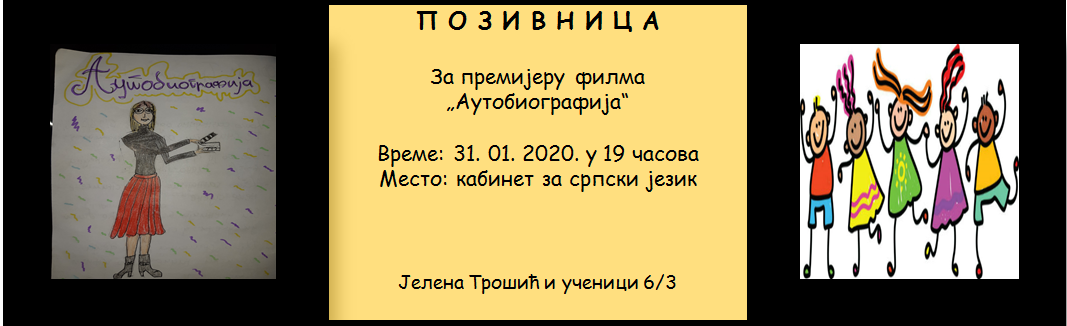 Аутобиографија
П О З И В Н И Ц А
За премијеру филма
„Аутобиографија“
Време: 31. 01. 2020. у 19 часова
Место: кабинет за српски језик
Јелена Трошић и ученици 6/3